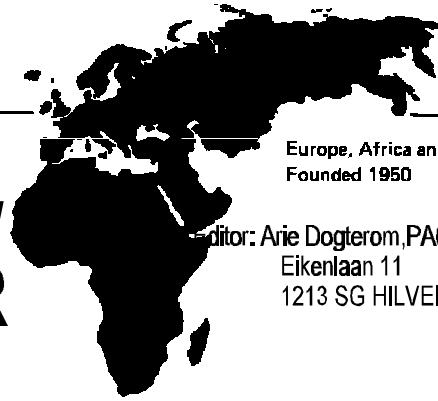 Europe, Africa an
Founded 1950
ditor: Arie Dogterom,PA
Eikenlaan 11
1213 SG HILVE
R